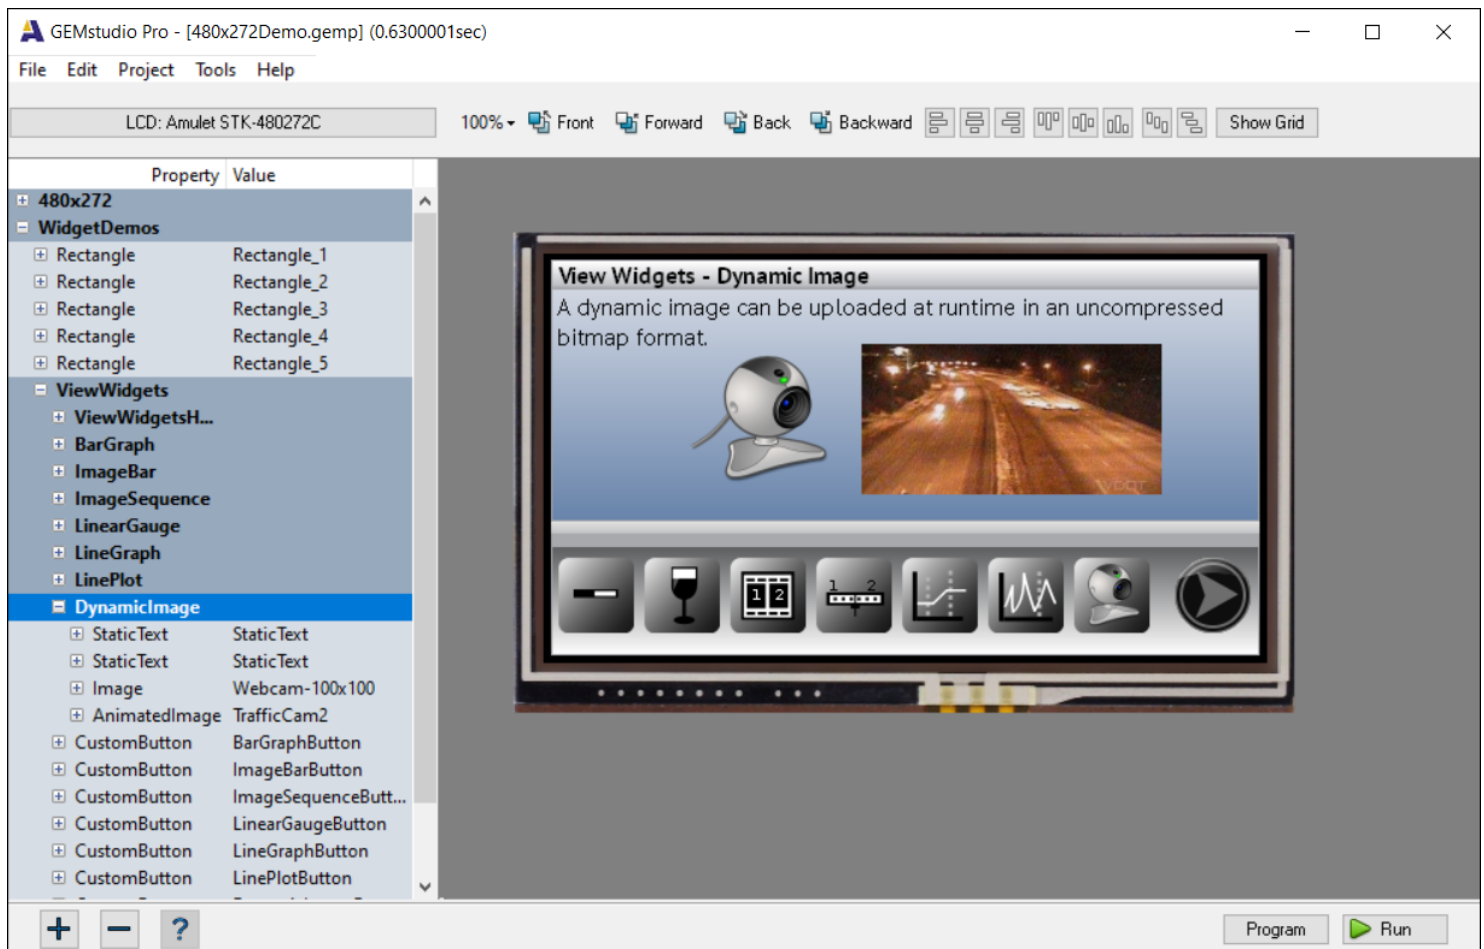 GEMstudio Pro - [480x272Demo.gemp] (0.6300001sec)
File Edit Project Tools Help
LCD: Amulet STK-480272C
100% Front Forward Back Backward Show Grid
Property Value
480x272
WidgetDemos
Rectangle Rectangle_1
Rectangle Rectangle_2
Rectangle Rectangle_3
Rectangle Rectangle_4
Rectangle Rectangle_5
ViewWidgets
ViewWidgetsH...
BarGraph
ImageBar
ImageSequence
LinearGauge
LineGraph
LinePlot
DynamicImage
StaticText StaticText
StaticText StaticText
Image Webcam-100x100
AnimatedImage TrafficCam2
CustomButton BarGraphButton
CustomButton ImageBarButton
CustomButton ImageSequenceButt...
CustomButton LinearGaugeButton
CustomButton LineGraphButton
CustomButton LinePlotButton
View Widgets - Dynamic Image
A dynamic image can be uploaded at runtime in an uncompressed
bitmap format.
VDOT
1 2
1 2
Program Run